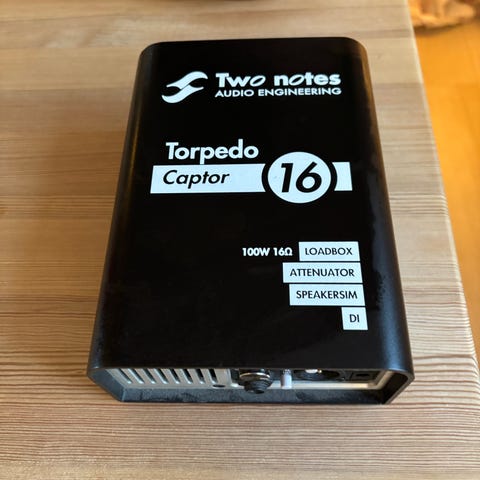 Two notes
AUDIO ENGINEERING
Torpedo
Captor 16
100W 16Ω LOADBOX
ATTENUATOR
SPEAKERSIM
DI